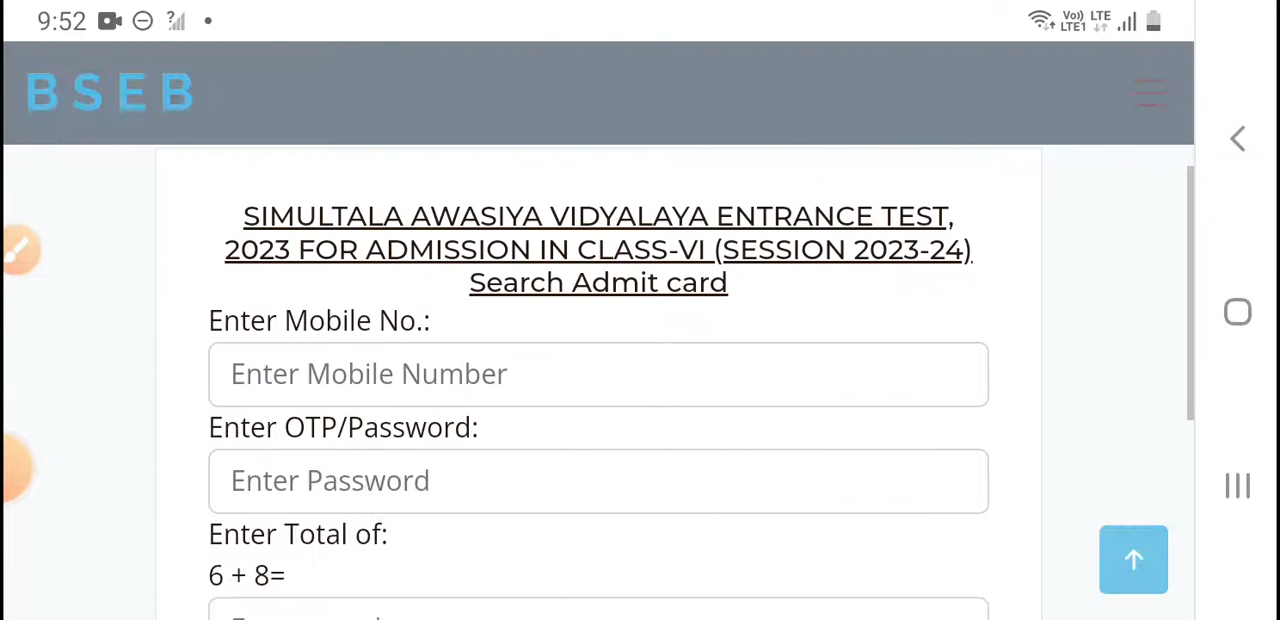 9:52
Vo) LTE
LTE1
B S E B
SIMULTALA AWASIYA VIDYALAYA ENTRANCE TEST,
2023 FOR ADMISSION IN CLASS-VI (SESSION 2023-24)
Search Admit card
Enter Mobile No.:
Enter Mobile Number
Enter OTP/Password:
Enter Password
Enter Total of:
6 + 8=